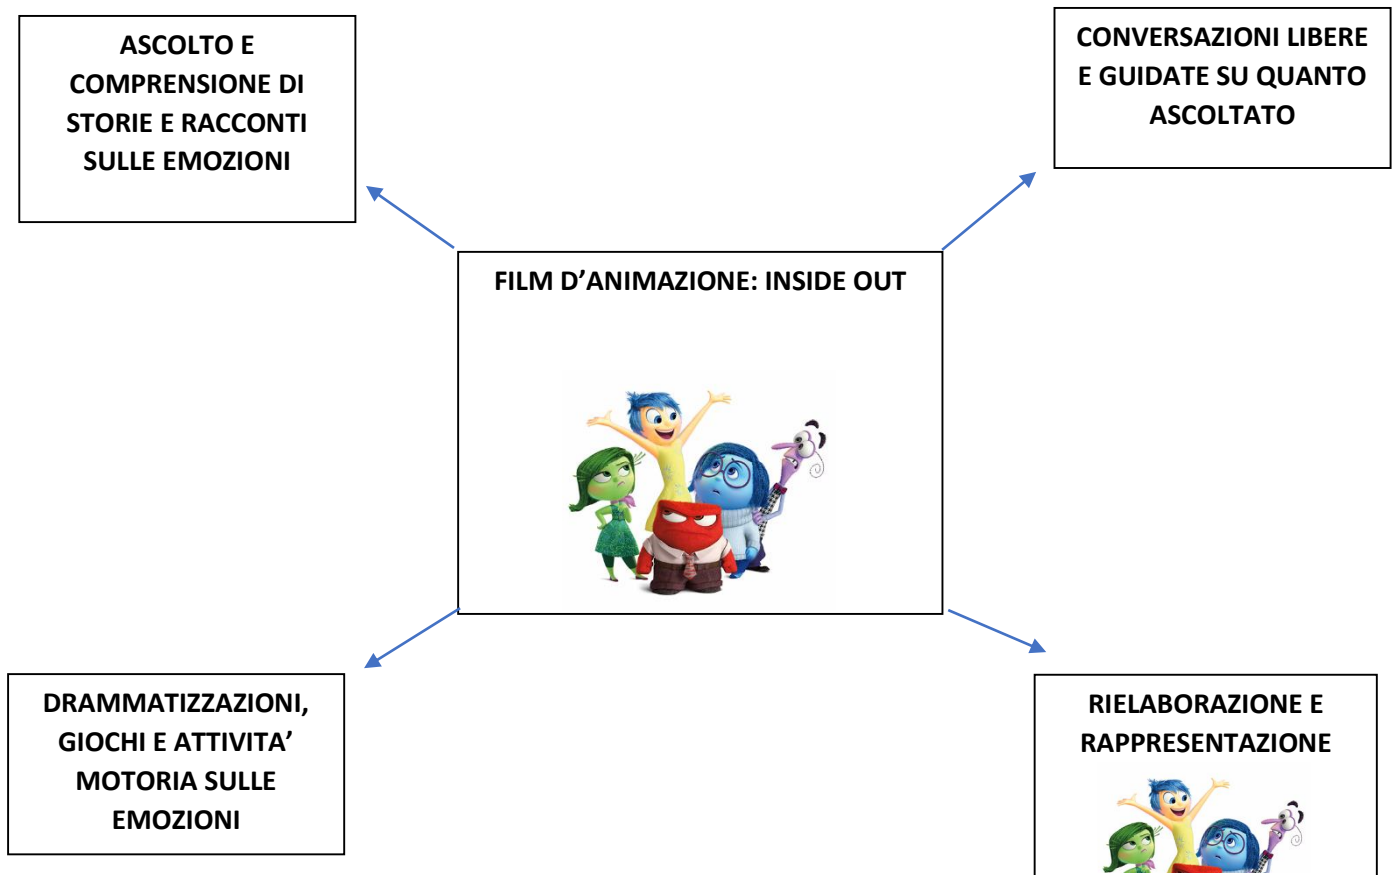 ASCOLTO E
COMPRENSIONE DI
STORIE E RACCONTI
SULLE EMOZIONI
CONVERSAZIONI LIBERE
E GUIDATE SU QUANTO
ASCOLTATO
FILM D’ANIMAZIONE: INSIDE OUT
DRAMMATIZZAZIONI,
GIOCHI E ATTIVITA’
MOTORIA SULLE
EMOZIONI
RIELABORAZIONE E
RAPPRESENTAZIONE